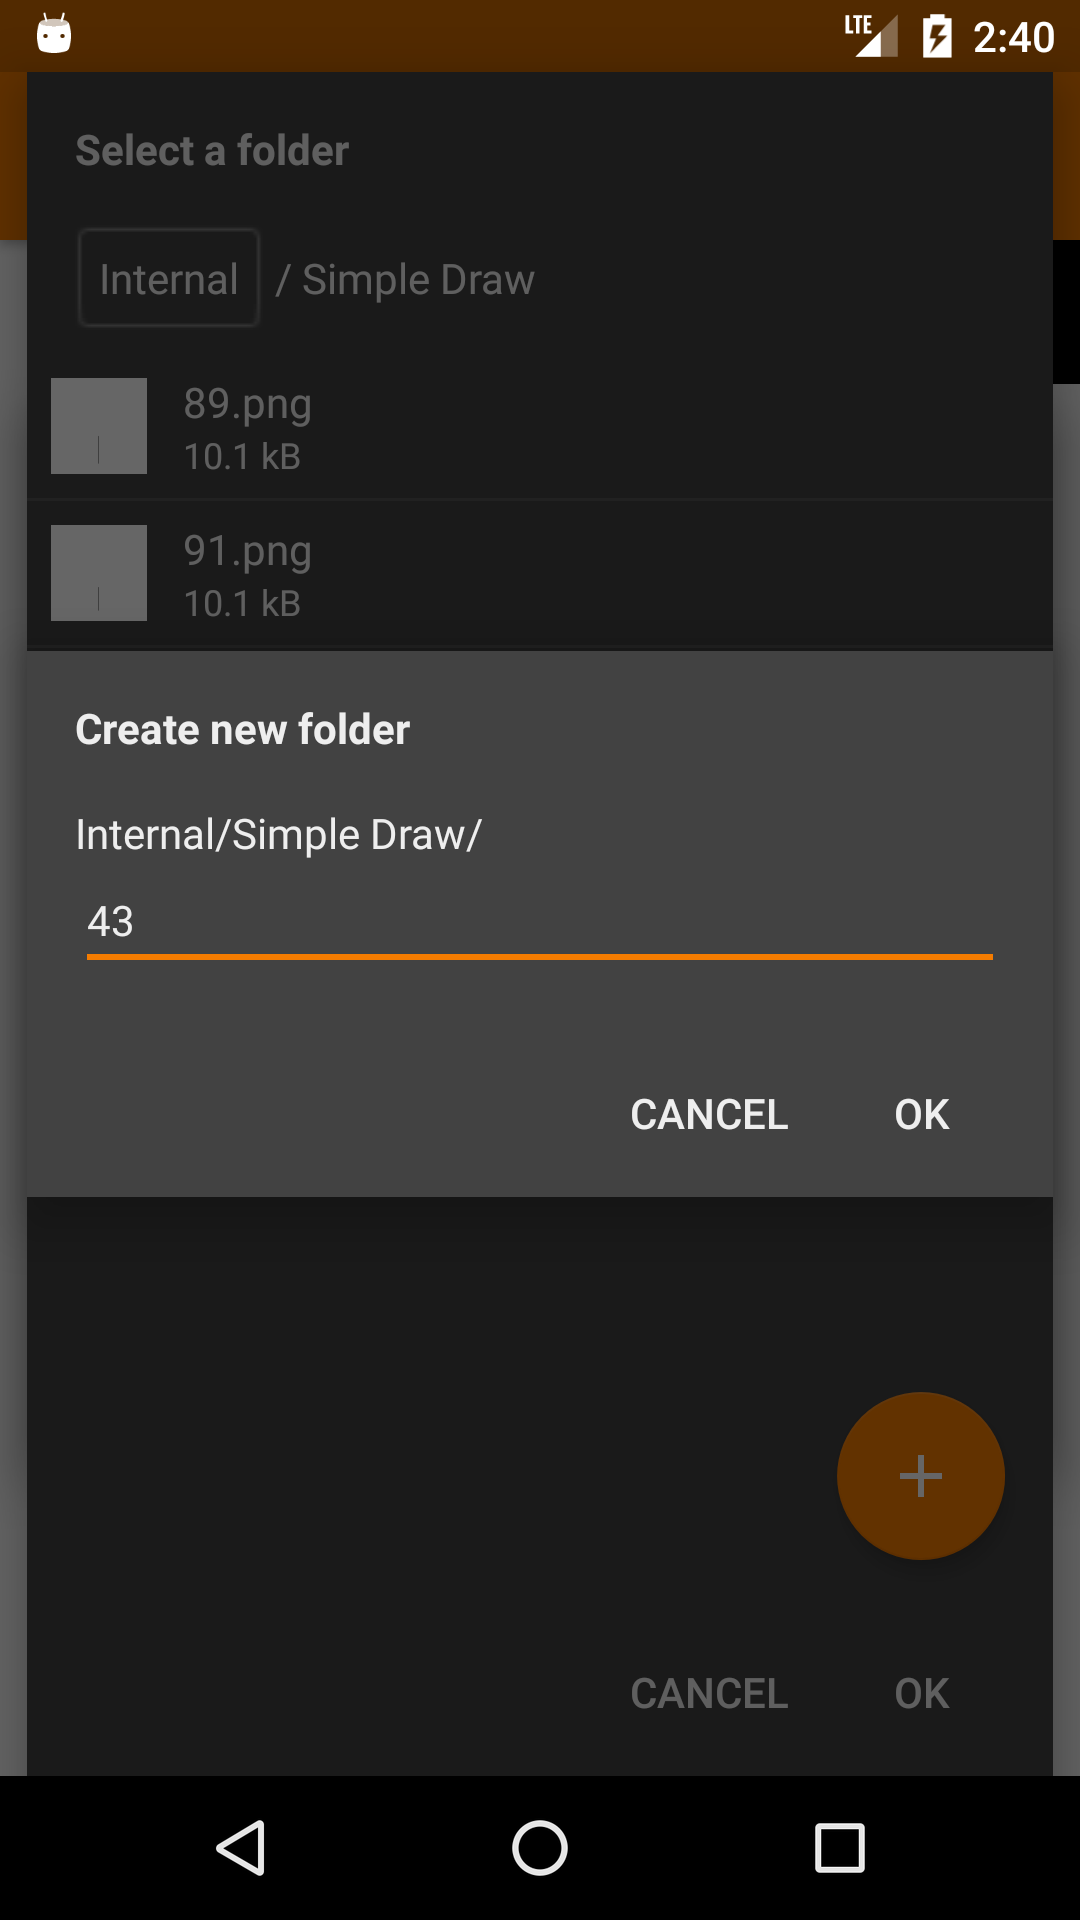 LTE 2:40
Select a folder
Internal / Simple Draw
89.png
10.1 kB
91.png
10.1 kB
Create new folder
Internal/Simple Draw/
43
CANCEL OK
CANCEL OK